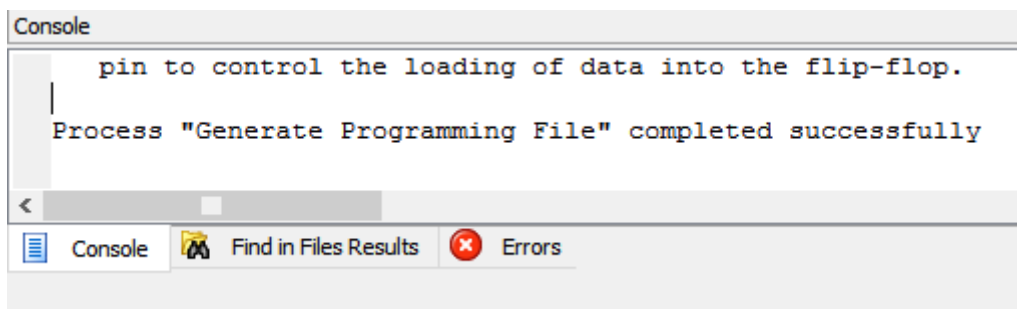 Console
pin to control the loading of data into the flip-flop.
Process "Generate Programming File" completed successfully
Console Find in Files Results Errors